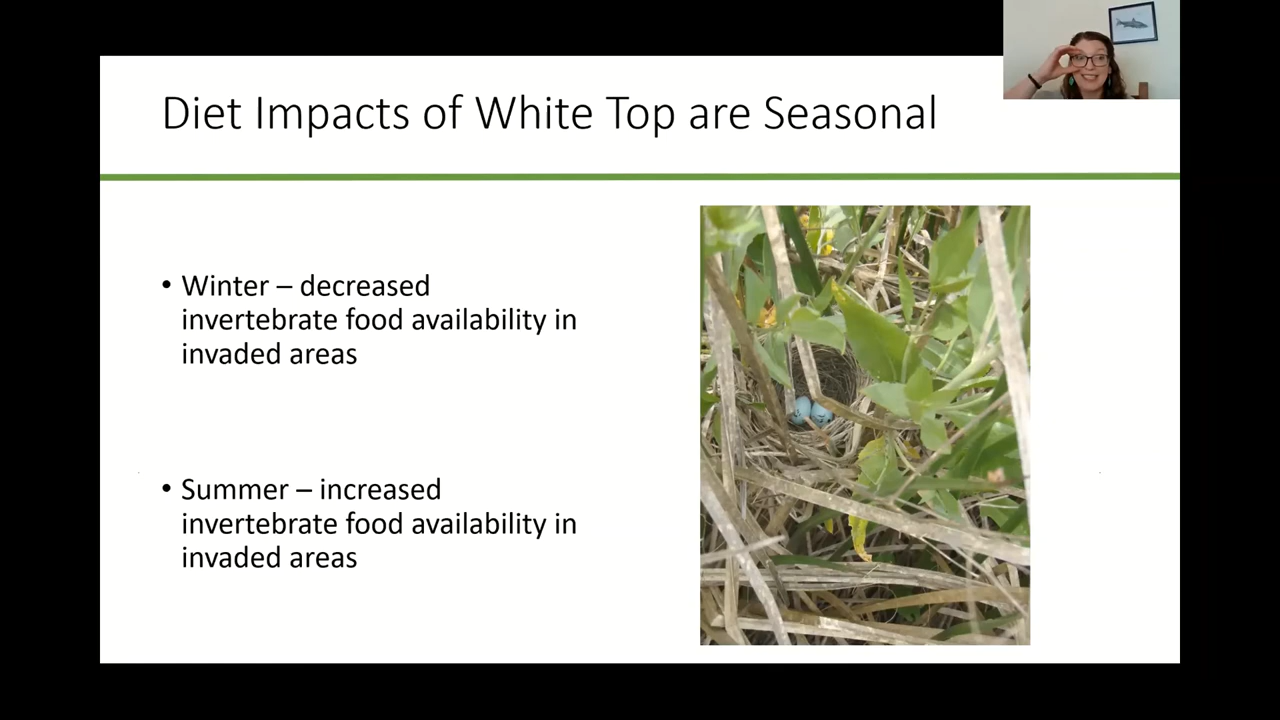 Diet Impacts of White Top are Seasonal
• Winter – decreased
invertebrate food availability in
invaded areas
• Summer – increased
invertebrate food availability in
invaded areas